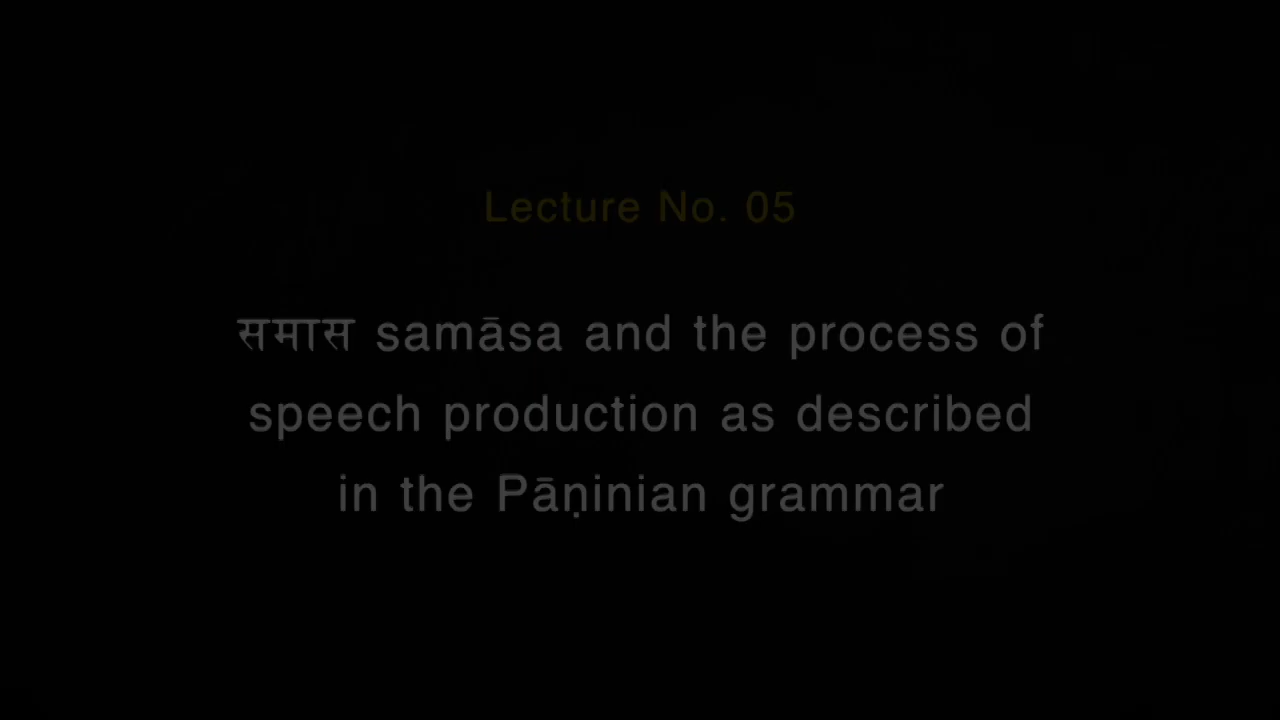 Lecture No. 05
समास samāsa and the process of
speech production as described
in the Pāṇinian grammar